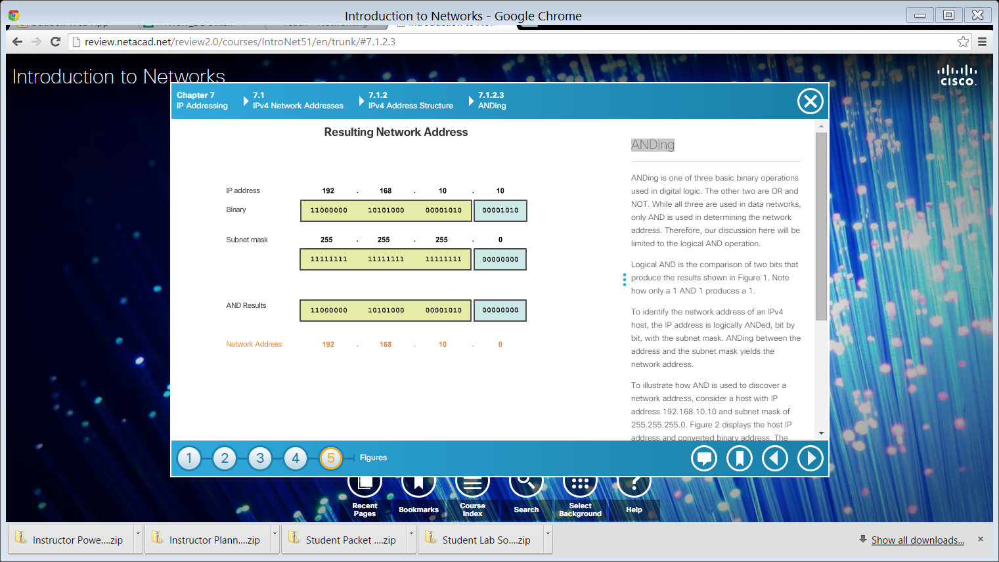 Introduction to Networks - Google Chrome
review.netacad.net/review2.0/courses/IntroNet51/en/trunk/#7.1.2.3
Introduction to Networks
CISCO
Chapter 7
IP Addressing
7.1
IPv4 Network Addresses
7.1.2
IPv4 Address Structure
7.1.2.3
ANDing
Resulting Network Address
IP address 192 . 168 . 10 . 10
Binary 11000000 10101000 00001010 00001010
Subnet mask 255 . 255 . 255 . 0
11111111 11111111 11111111 00000000
AND Results 11000000 10101000 00001010 00000000
Network Address 192 . 168 . 10 . 0
ANDing
ANDing is one of three basic binary operations
used in digital logic. The other two are OR and
NOT. While all three are used in data networks,
only AND is used in determining the network
address. Therefore, our discussion here will be
limited to the logical AND operation.
Logical AND is the comparison of two bits that
produce the results shown in Figure 1. Note
how only a 1 AND 1 produces a 1.
To identify the network address of an IPv4
host, the IP address is logically ANDed, bit by
bit, with the subnet mask. ANDing between the
address and the subnet mask yields the
network address.
To illustrate how AND is used to discover a
network address, consider a host with IP
address 192.168.10.10 and subnet mask of
255.255.255.0. Figure 2 displays the host IP
address and converted binary address. The
1 2 3 4 5 Figures
Recent
Pages
Bookmarks
Course
Index
Search
Select
Background
Help
Instructor Powe....zip
Instructor Plann....zip
Student Packet ....zip
Student Lab So....zip
Show all downloads...